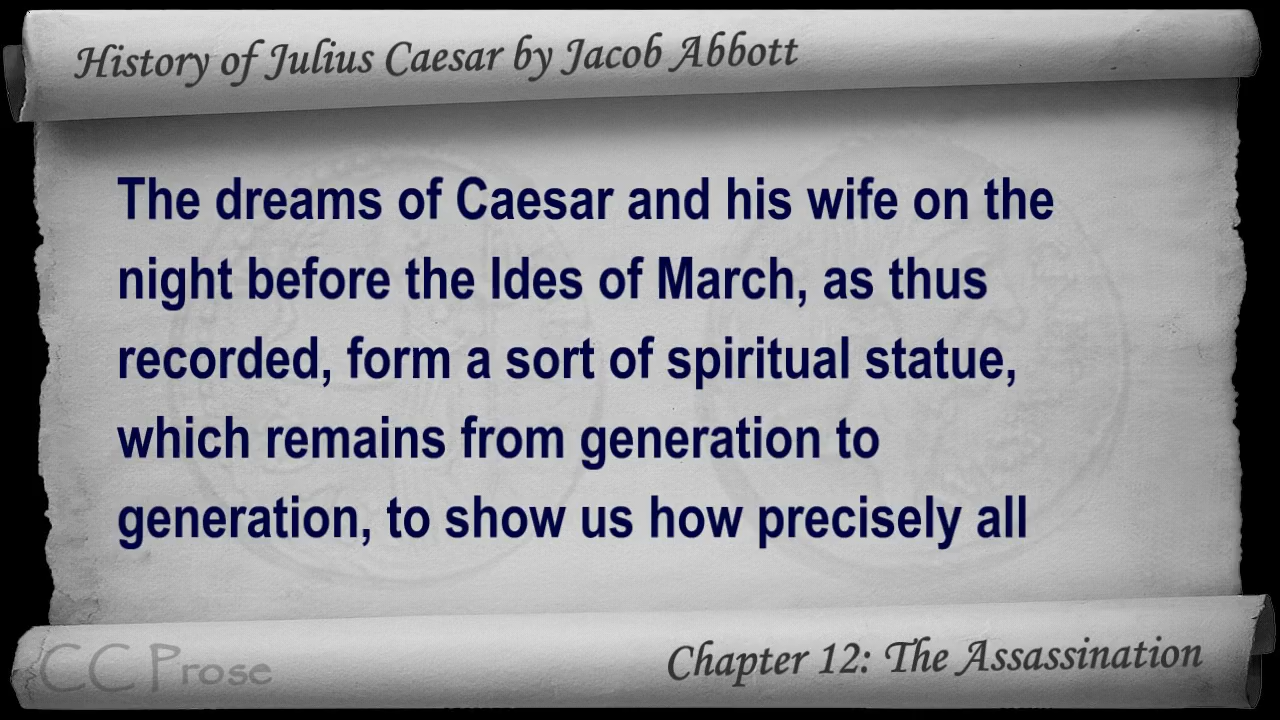 History of Julius Caesar by Jacob Abbott
The dreams of Caesar and his wife on the
night before the Ides of March, as thus
recorded, form a sort of spiritual statue,
which remains from generation to
generation, to show us how precisely all
CC Prose
Chapter 12: The Assassination